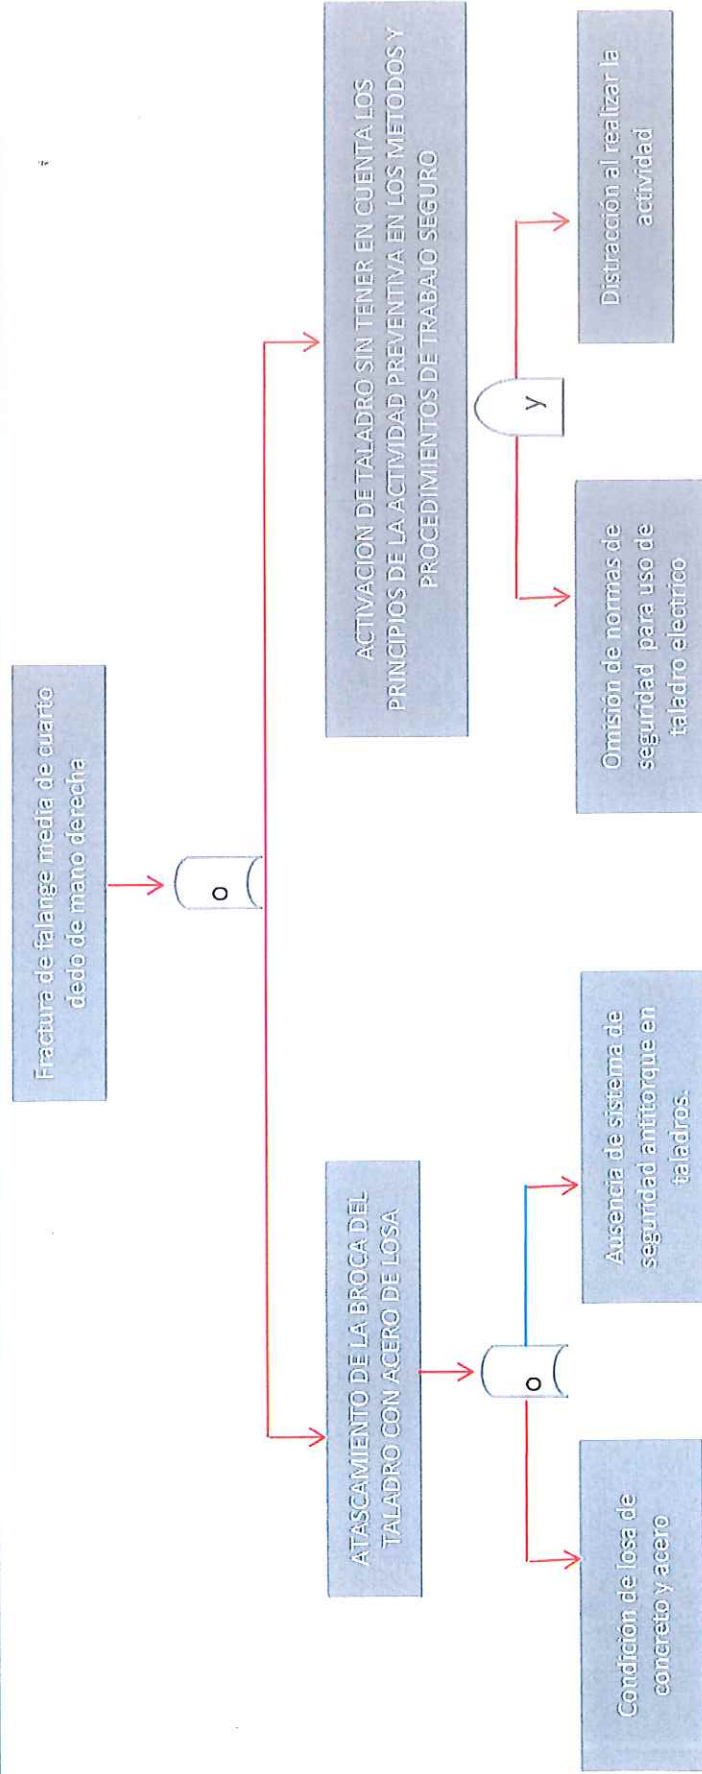 Fractura de falange media de cuarto
dedo de mano derecha
o
ATASCAMIENTO DE LA BROCA DEL
TALADRO CON ACERO DE LOSA
ACTIVACION DE TALADRO SIN TENER EN CUENTA LOS
PRINCIPIOS DE LA ACTIVIDAD PREVENTIVA EN LOS METODOS Y
PROCEDIMIENTOS DE TRABAJO SEGURO
o
y
Condicion de losa de
concreto y acero
Ausencia de sistema de
seguridad antitorque en
taladros.
Omisión de normas de
seguridad para uso de
taladro electrico
Distracción al realizar la
actividad